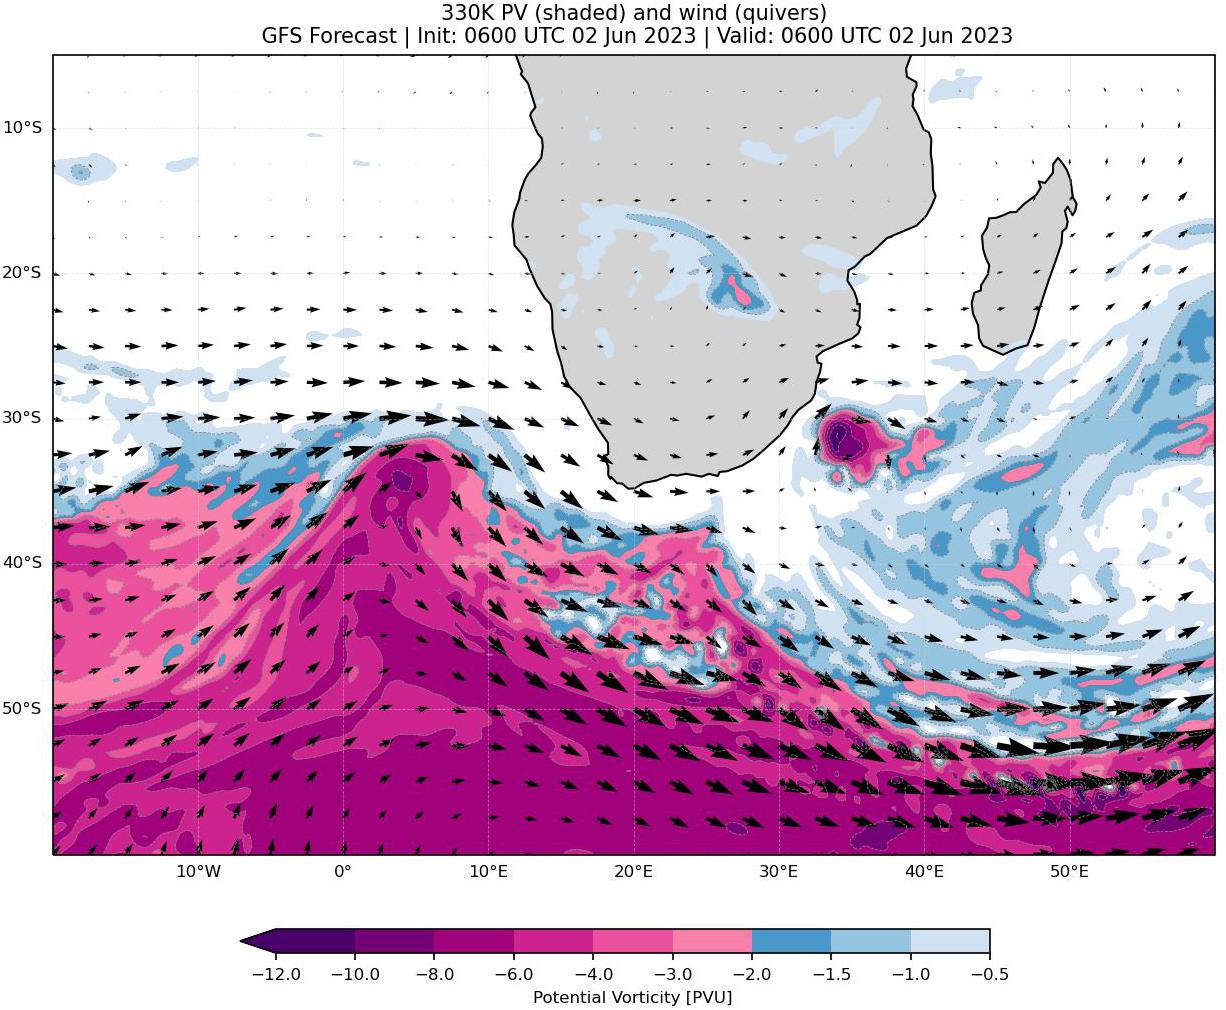 330K PV (shaded) and wind (quivers)
GFS Forecast | Init: 0600 UTC 02 Jun 2023 | Valid: 0600 UTC 02 Jun 2023
10°S
20°S
30°S
40°S
50°S
10°W 0° 10°E 20°E 30°E 40°E 50°E
−12.0 −10.0 −8.0 −6.0 −4.0 −3.0 −2.0 −1.5 −1.0 −0.5
Potential Vorticity [PVU]